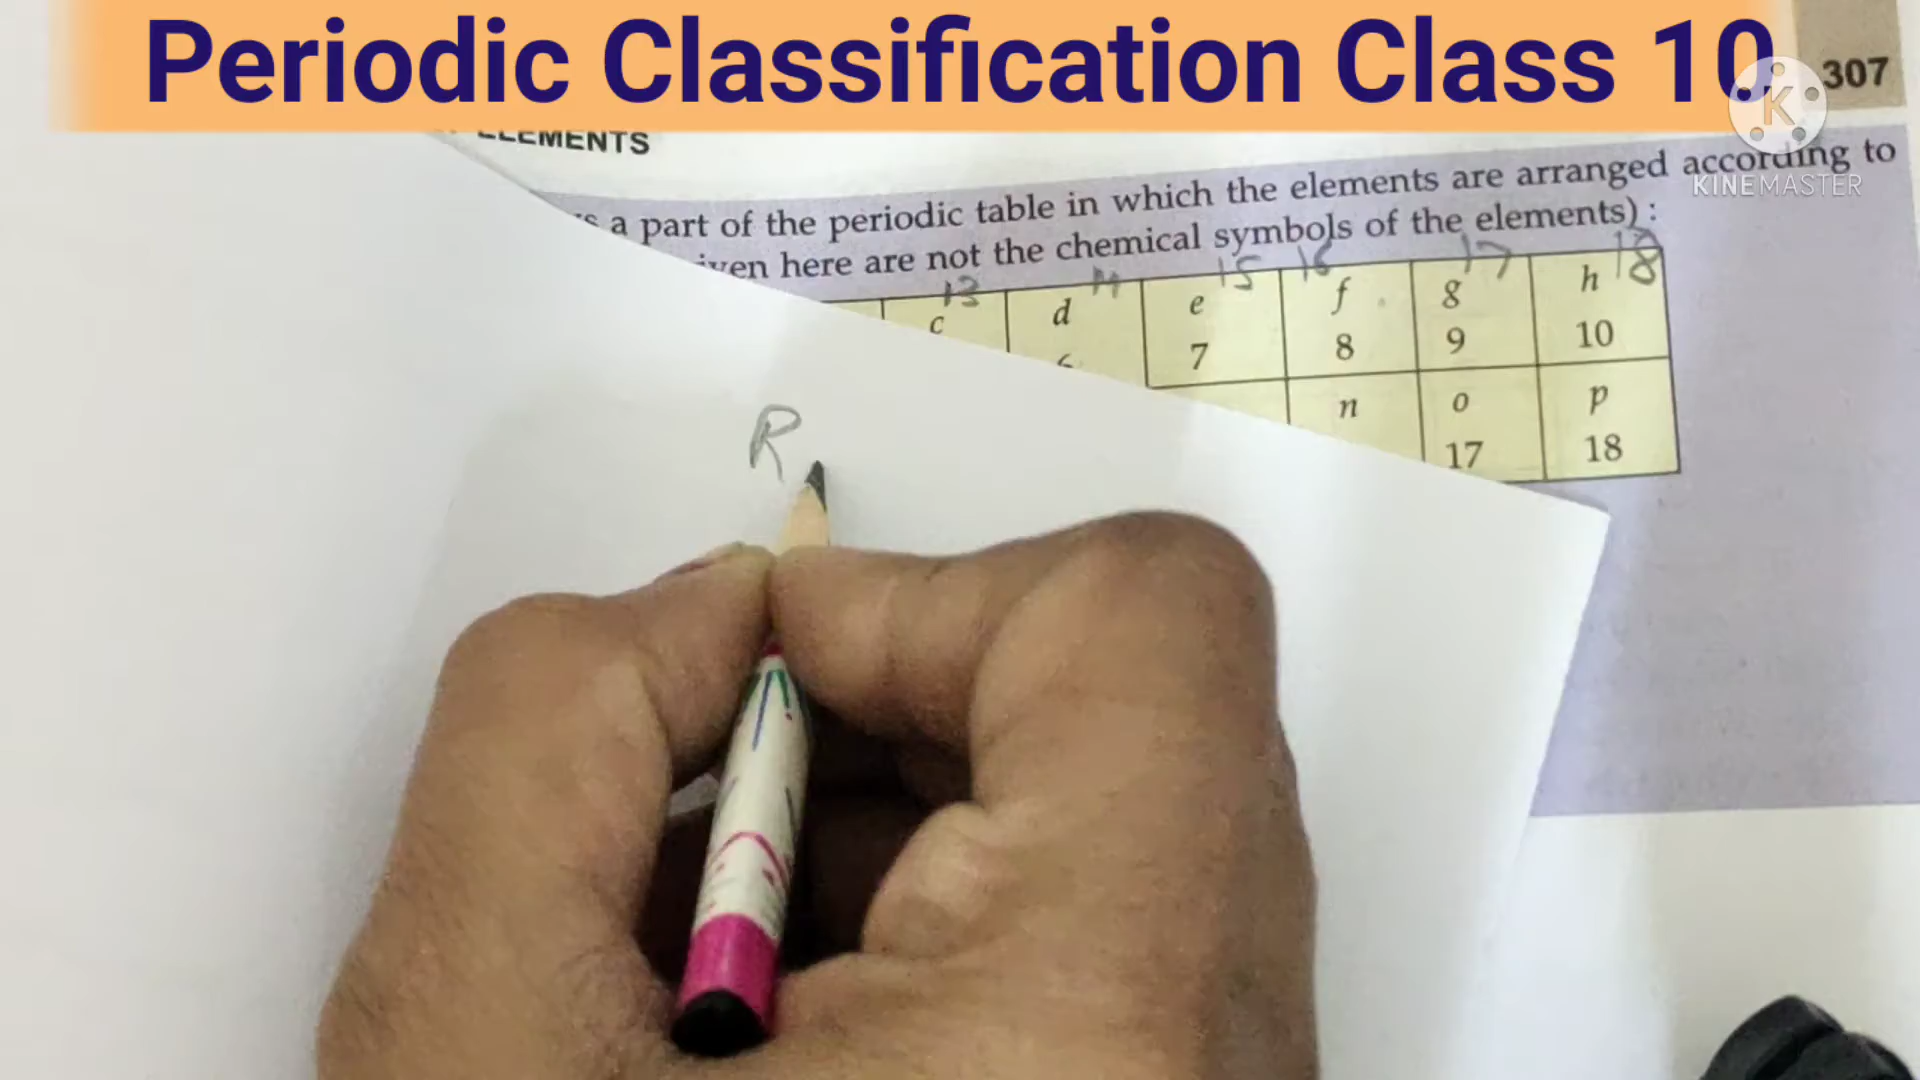 Periodic Classification Class 10
307
K
KINEMASTER
ELEMENTS
a part of the periodic table in which the elements are arranged according to
here are not the chemical symbols of the elements) :
13 14 15 16 17 18
c d e f g h
7 8 9 10
n o p
17 18
R